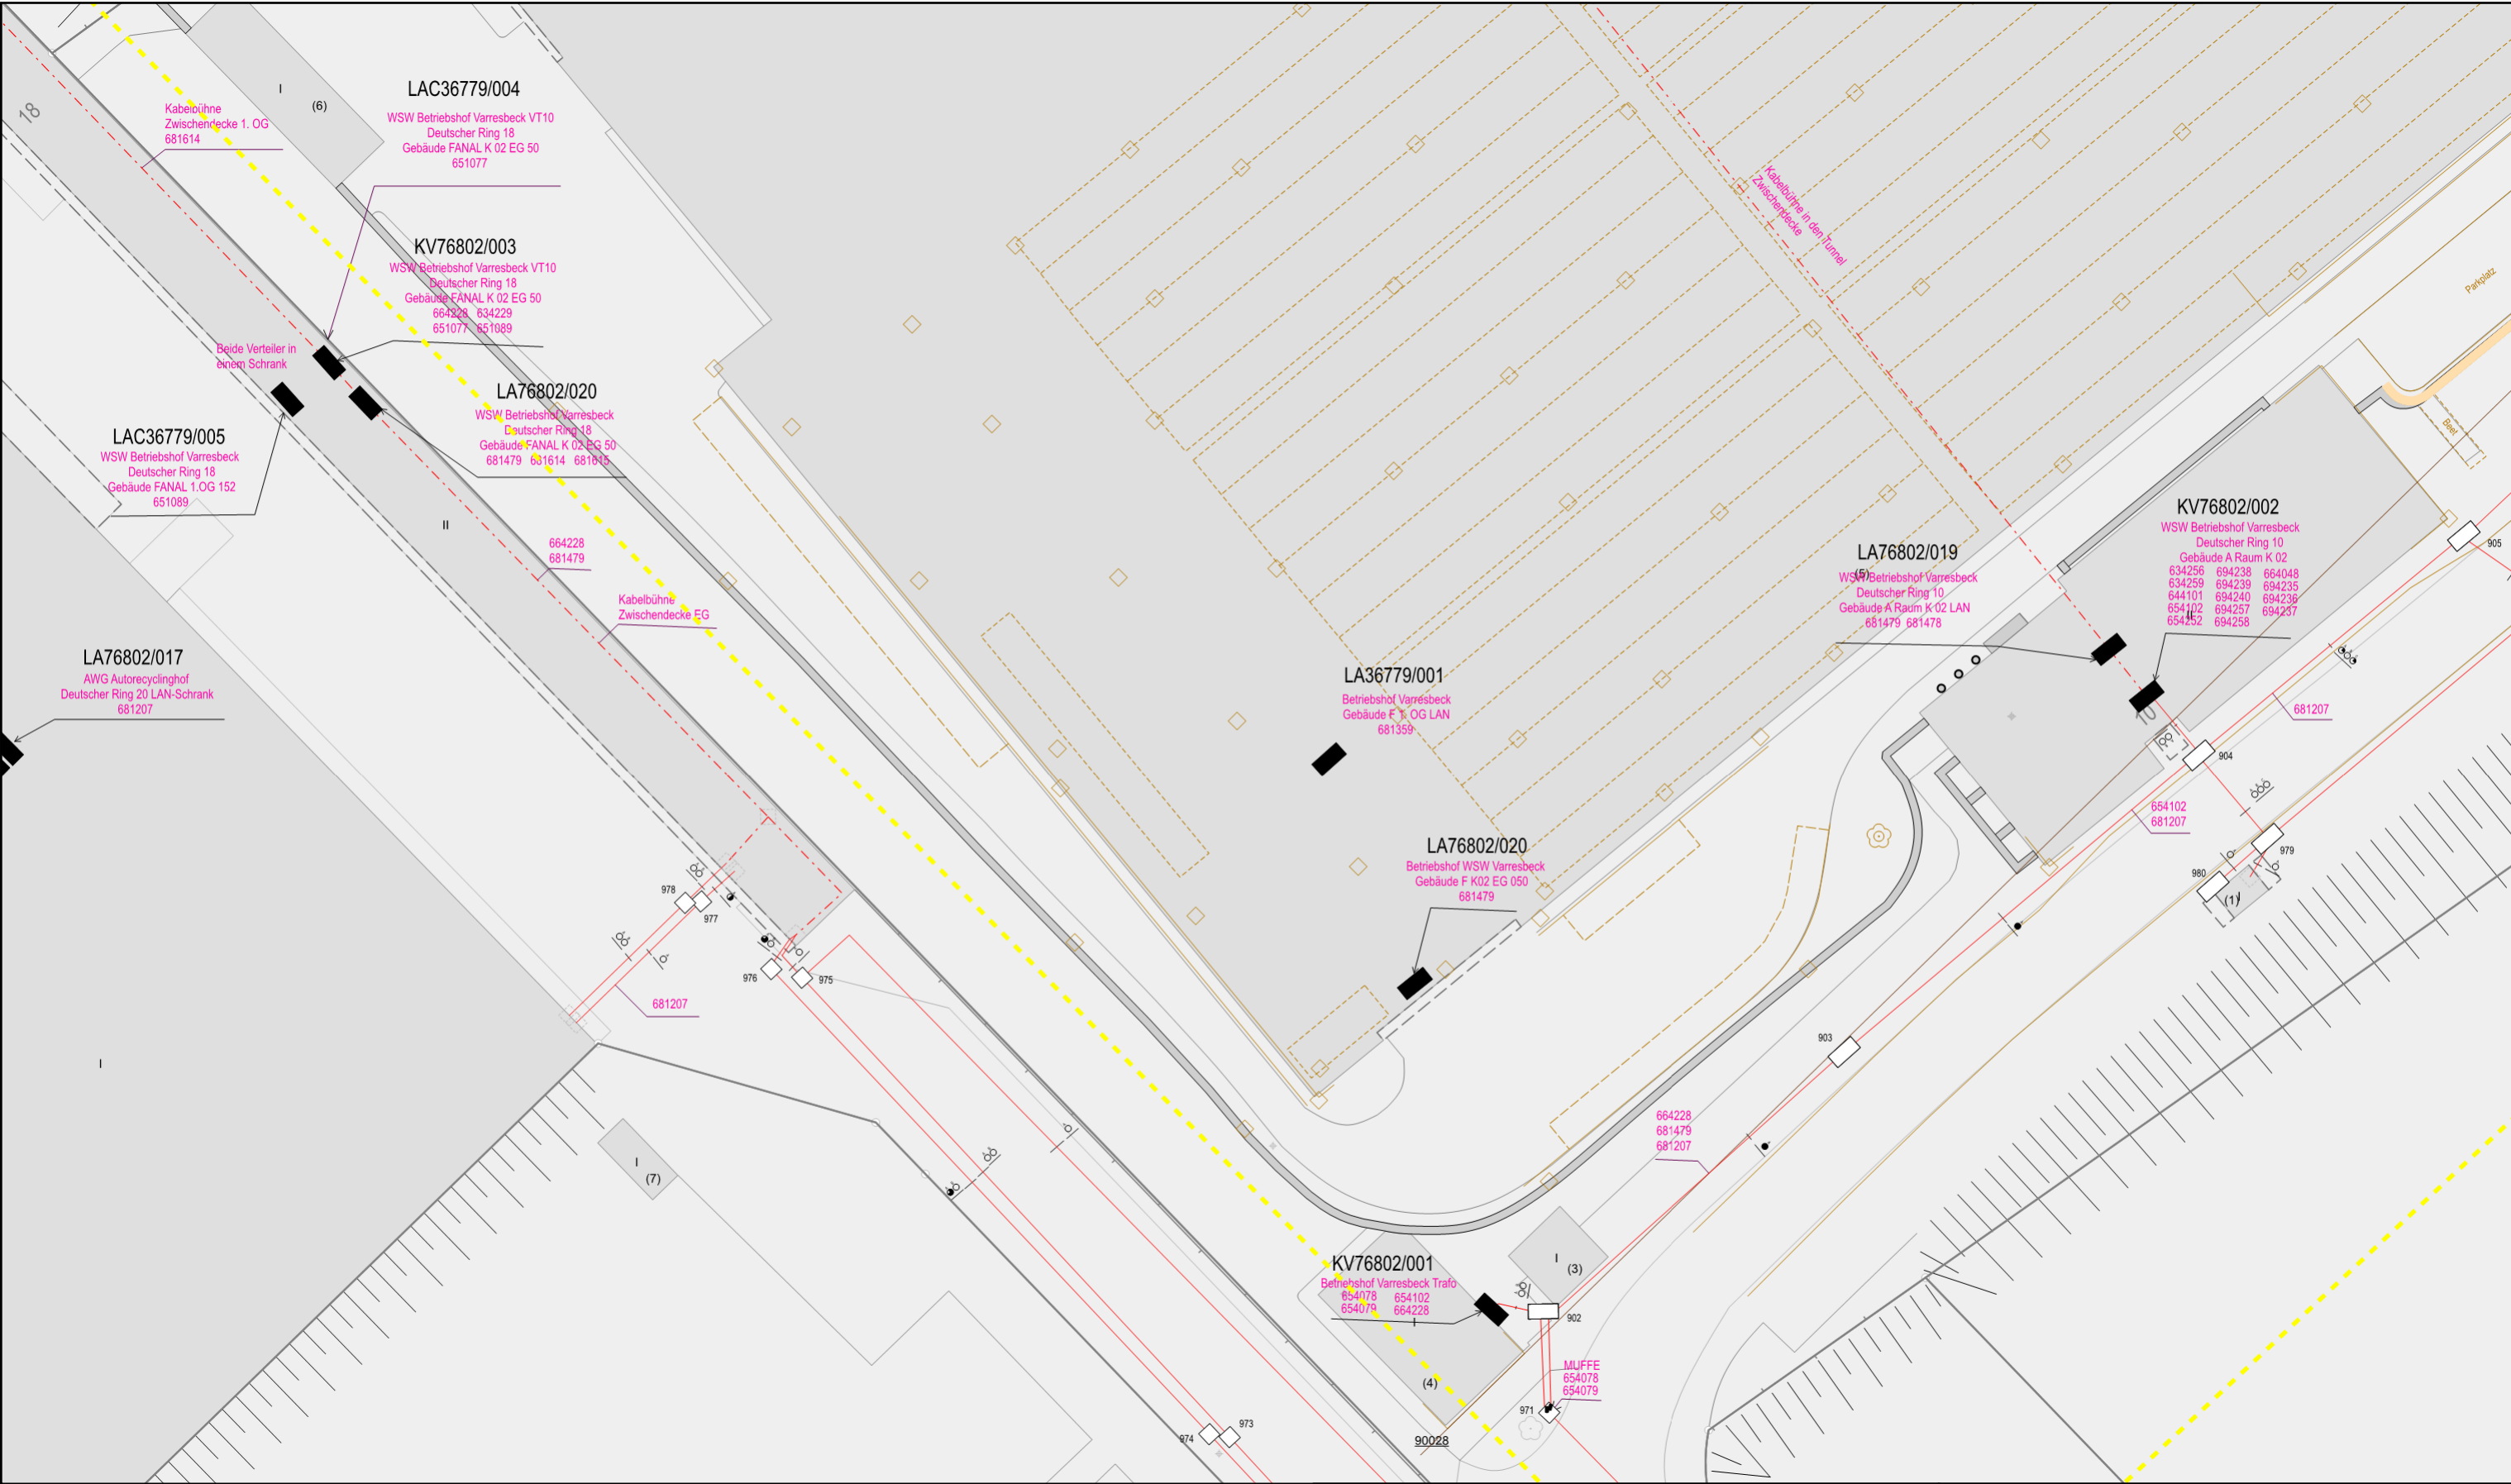 18
Kabelbühne
Zwischendecke 1. OG
681614
I
(6)
LAC36779/004
WSW Betriebshof Varresbeck VT10
Deutscher Ring 18
Gebäude FANAL K 02 EG 50
651077
KV76802/003
WSW Betriebshof Varresbeck VT10
Deutscher Ring 18
Gebäude FANAL K 02 EG 50
664228 634229
651077 651089
Beide Verteiler in
einem Schrank
LA76802/020
WSW Betriebshof Varresbeck
Deutscher Ring 18
Gebäude FANAL K 02 EG 50
681479 681614 681615
LAC36779/005
WSW Betriebshof Varresbeck
Deutscher Ring 18
Gebäude FANAL 1.OG 152
651089
II
664228
681479
Kabelbühne
Zwischendecke EG
LA76802/017
AWG Autorecyclinghof
Deutscher Ring 20 LAN-Schrank
681207
Kabelbühne in den Tunnel
Zwischendecke
Parkplatz
Beet
KV76802/002
WSW Betriebshof Varresbeck
Deutscher Ring 10
Gebäude A Raum K 02
634256 694238 664048
634259 694239 694235
644101 694240 694236
654102 694257 694237
654252 694258
II
905
LA76802/019
(5)
WSW Betriebshof Varresbeck
Deutscher Ring 10
Gebäude A Raum K 02 LAN
681479 681478
LA36779/001
Betriebshof Varresbeck
Gebäude F 1. OG LAN
681359
10
681207
904
654102
681207
979
980
(1)
I
LA76802/020
Betriebshof WSW Varresbeck
Gebäude F K02 EG 050
681479
978
977
976
975
681207
I
903
664228
681479
681207
I
(7)
I
(3)
KV76802/001
Betriebshof Varresbeck Trafo
654078 654102
654079 664228
I
902
(4)
MUFFE
654078
654079
971
90028
974
973